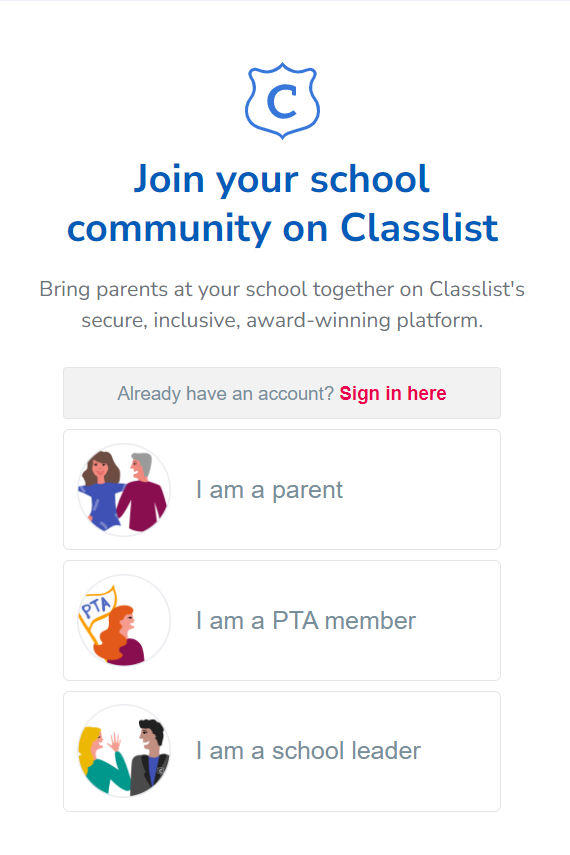 C
Join your school
community on Classlist
Bring parents at your school together on Classlist's
secure, inclusive, award-winning platform.
Already have an account? Sign in here
I am a parent
PTA
I am a PTA member
I am a school leader